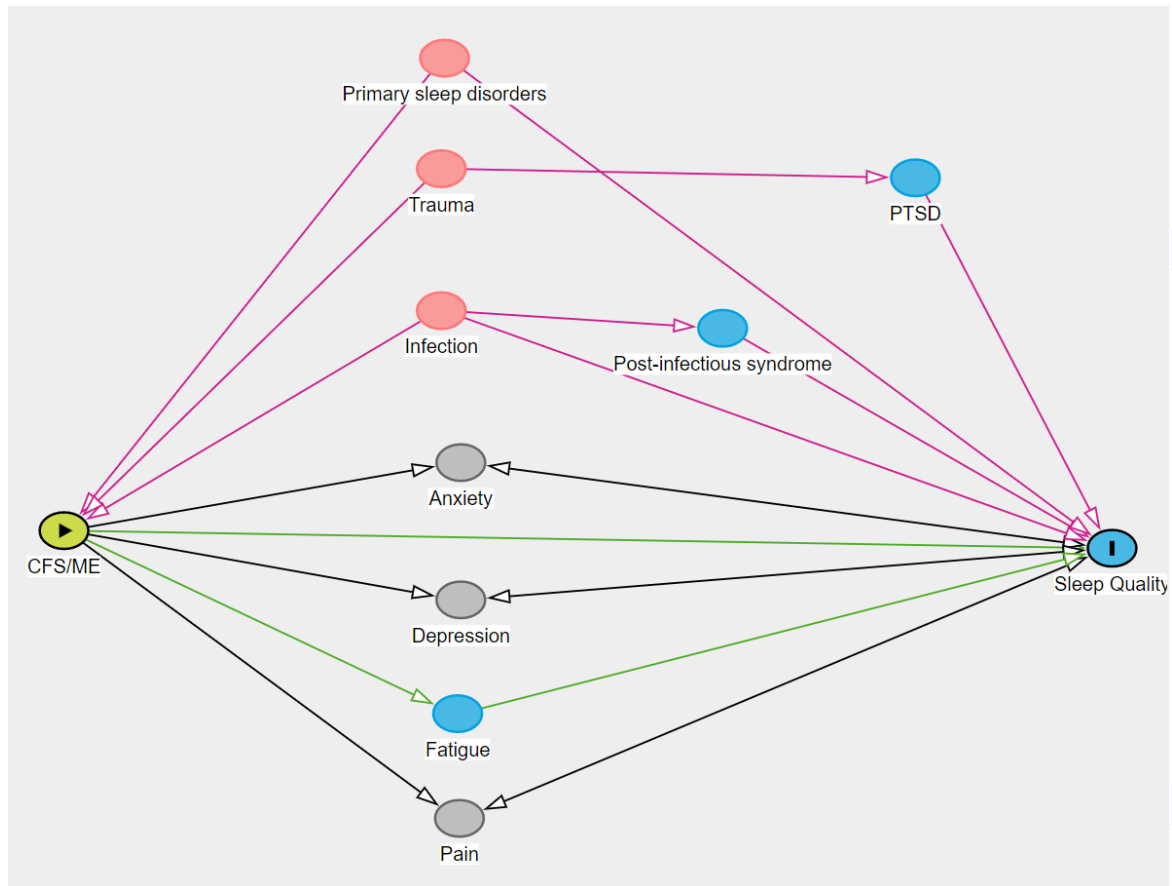 Primary sleep disorders
Trauma
PTSD
Infection
Post-infectious syndrome
Anxiety
CFS/ME
Sleep Quality
Depression
Fatigue
Pain